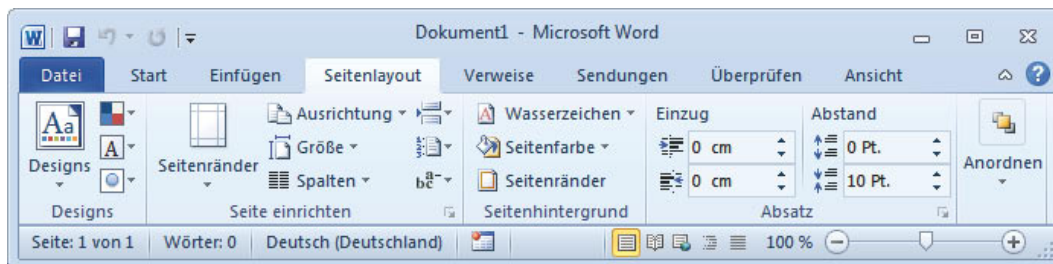 W Dokument1 - Microsoft Word
Datei Start Einfügen Seitenlayout Verweise Sendungen Überprüfen Ansicht ?
Aa Designs A Seitenränder Ausrichtung Größe Spalten bc a- A Wasserzeichen Seitenfarbe Seitenränder Einzug 0 cm 0 cm Abstand 0 Pt. 10 Pt. Anordnen
Designs Seite einrichten Seitenhintergrund Absatz
Seite: 1 von 1 Wörter: 0 Deutsch (Deutschland) 100 %